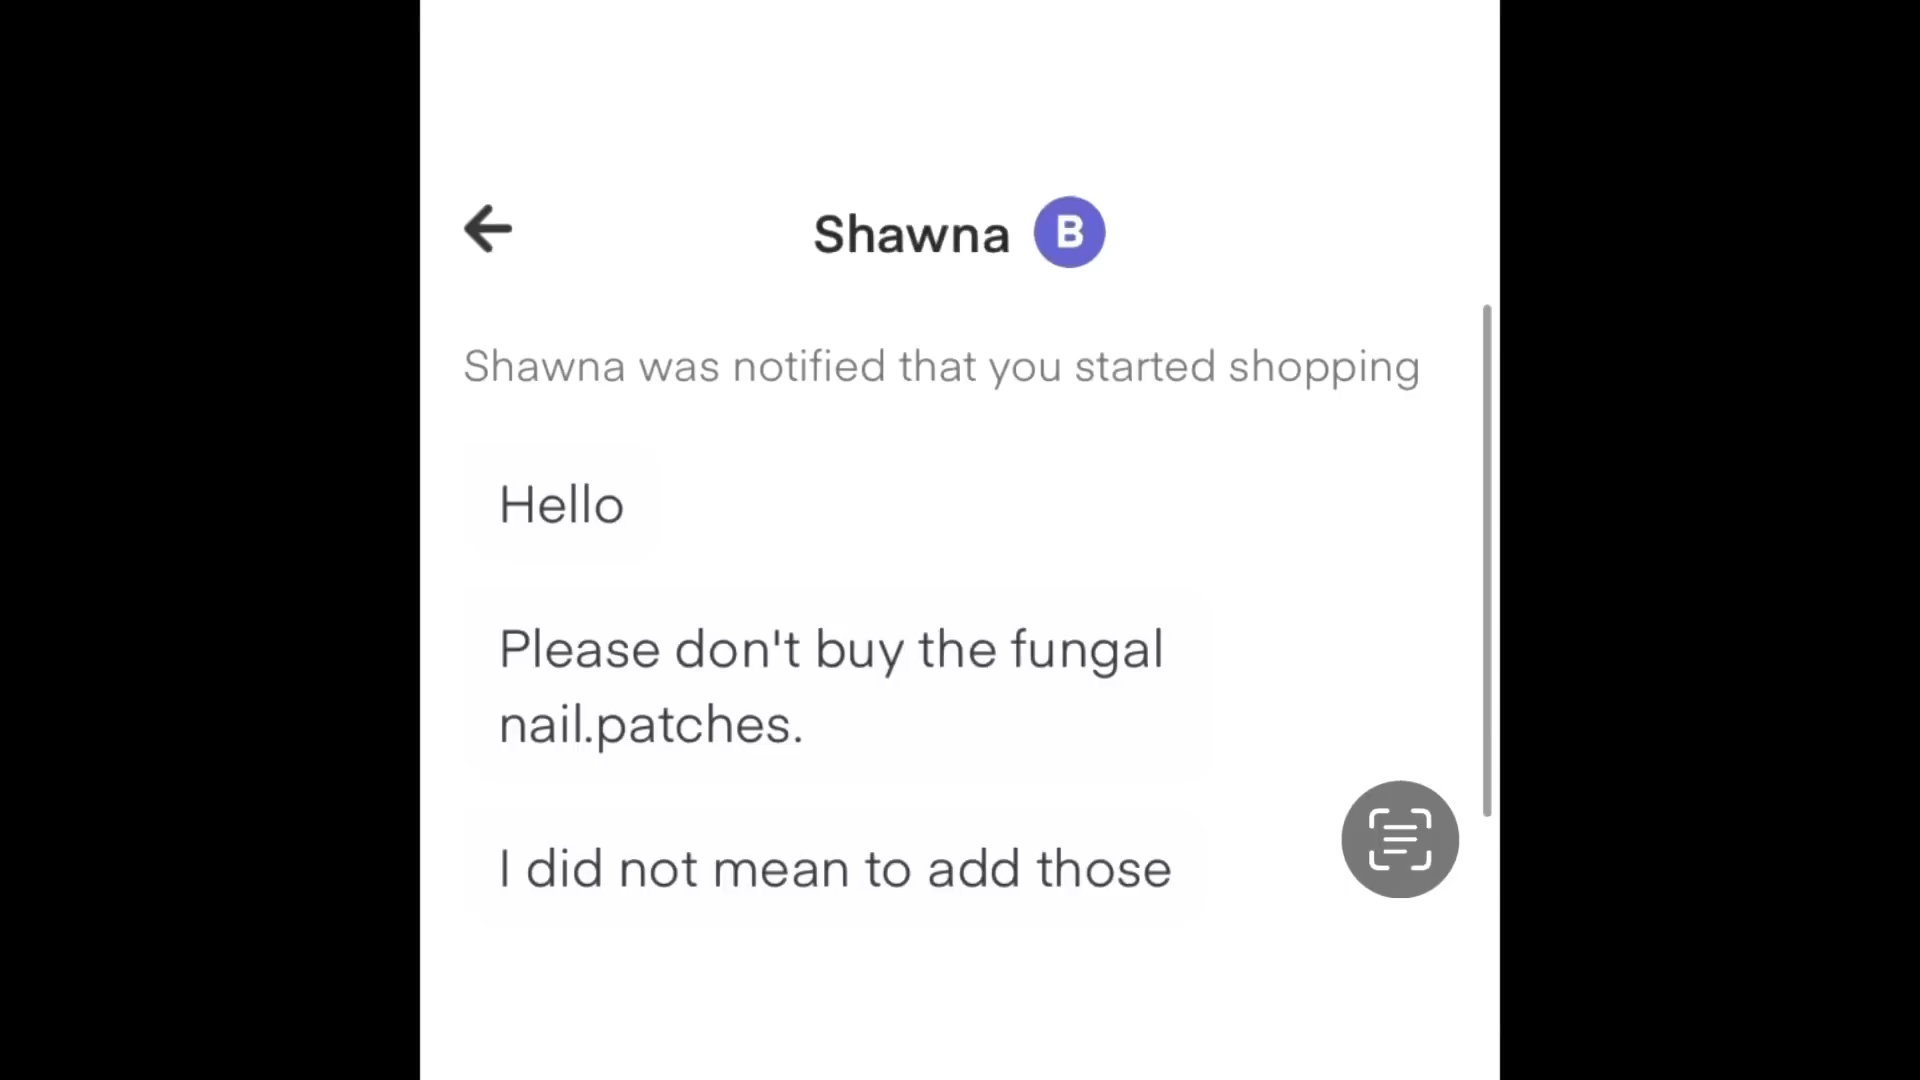 Shawna B
Shawna was notified that you started shopping
Hello
Please don't buy the fungal
nail.patches.
I did not mean to add those